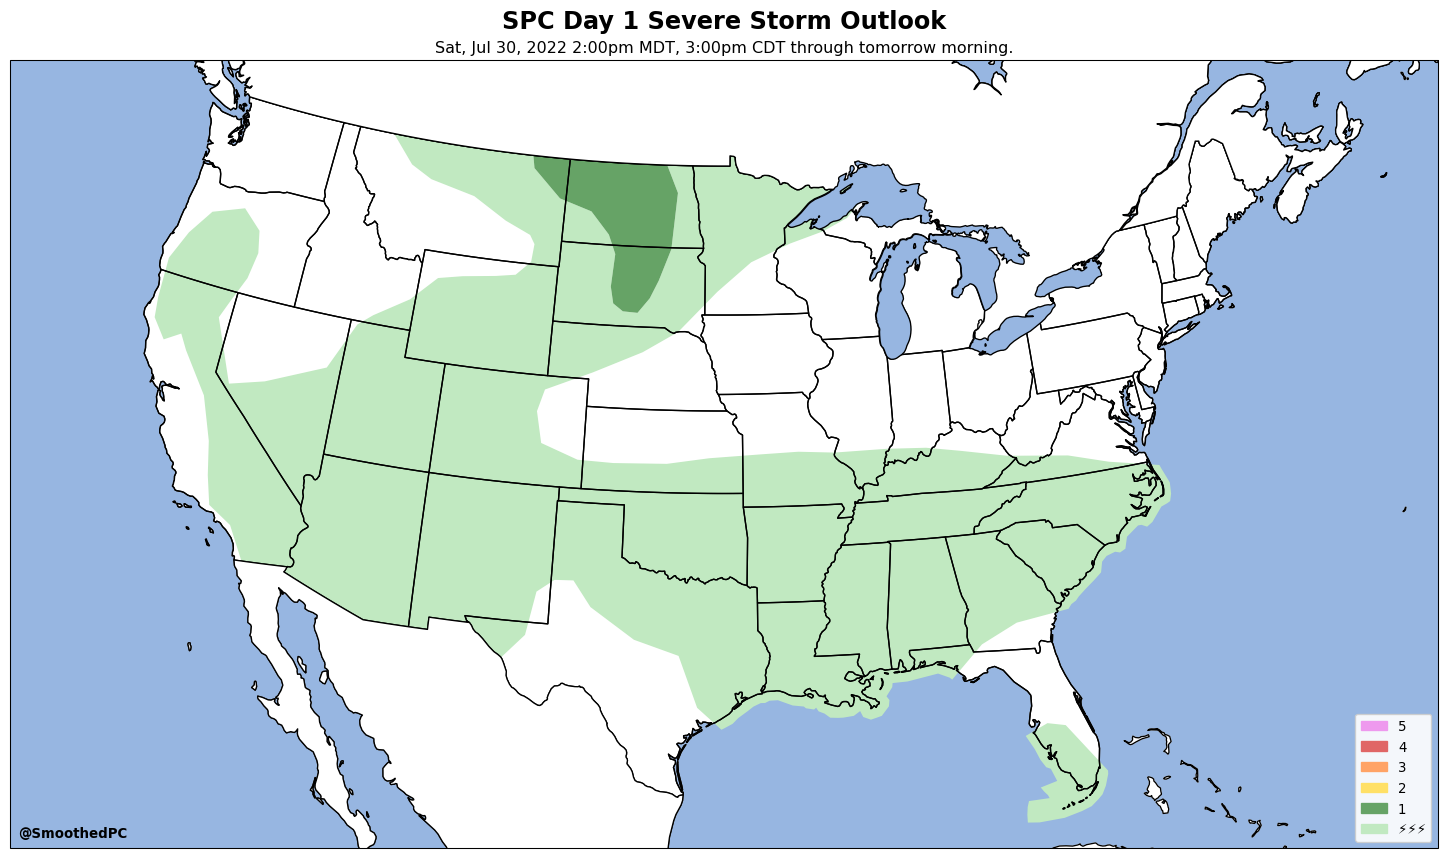 SPC Day 1 Severe Storm Outlook
Sat, Jul 30, 2022 2:00pm MDT, 3:00pm CDT through tomorrow morning.
5
4
3
2
1
⚡⚡⚡
@SmoothedPC